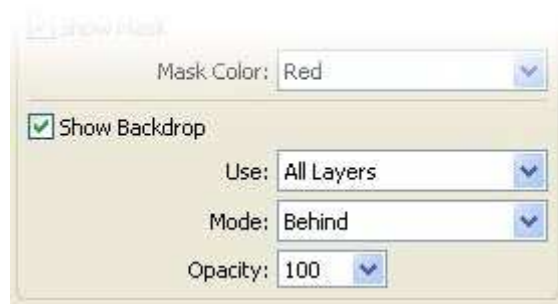 Show Mask
Mask Color: Red
Show Backdrop
Use: All Layers
Mode: Behind
Opacity: 100